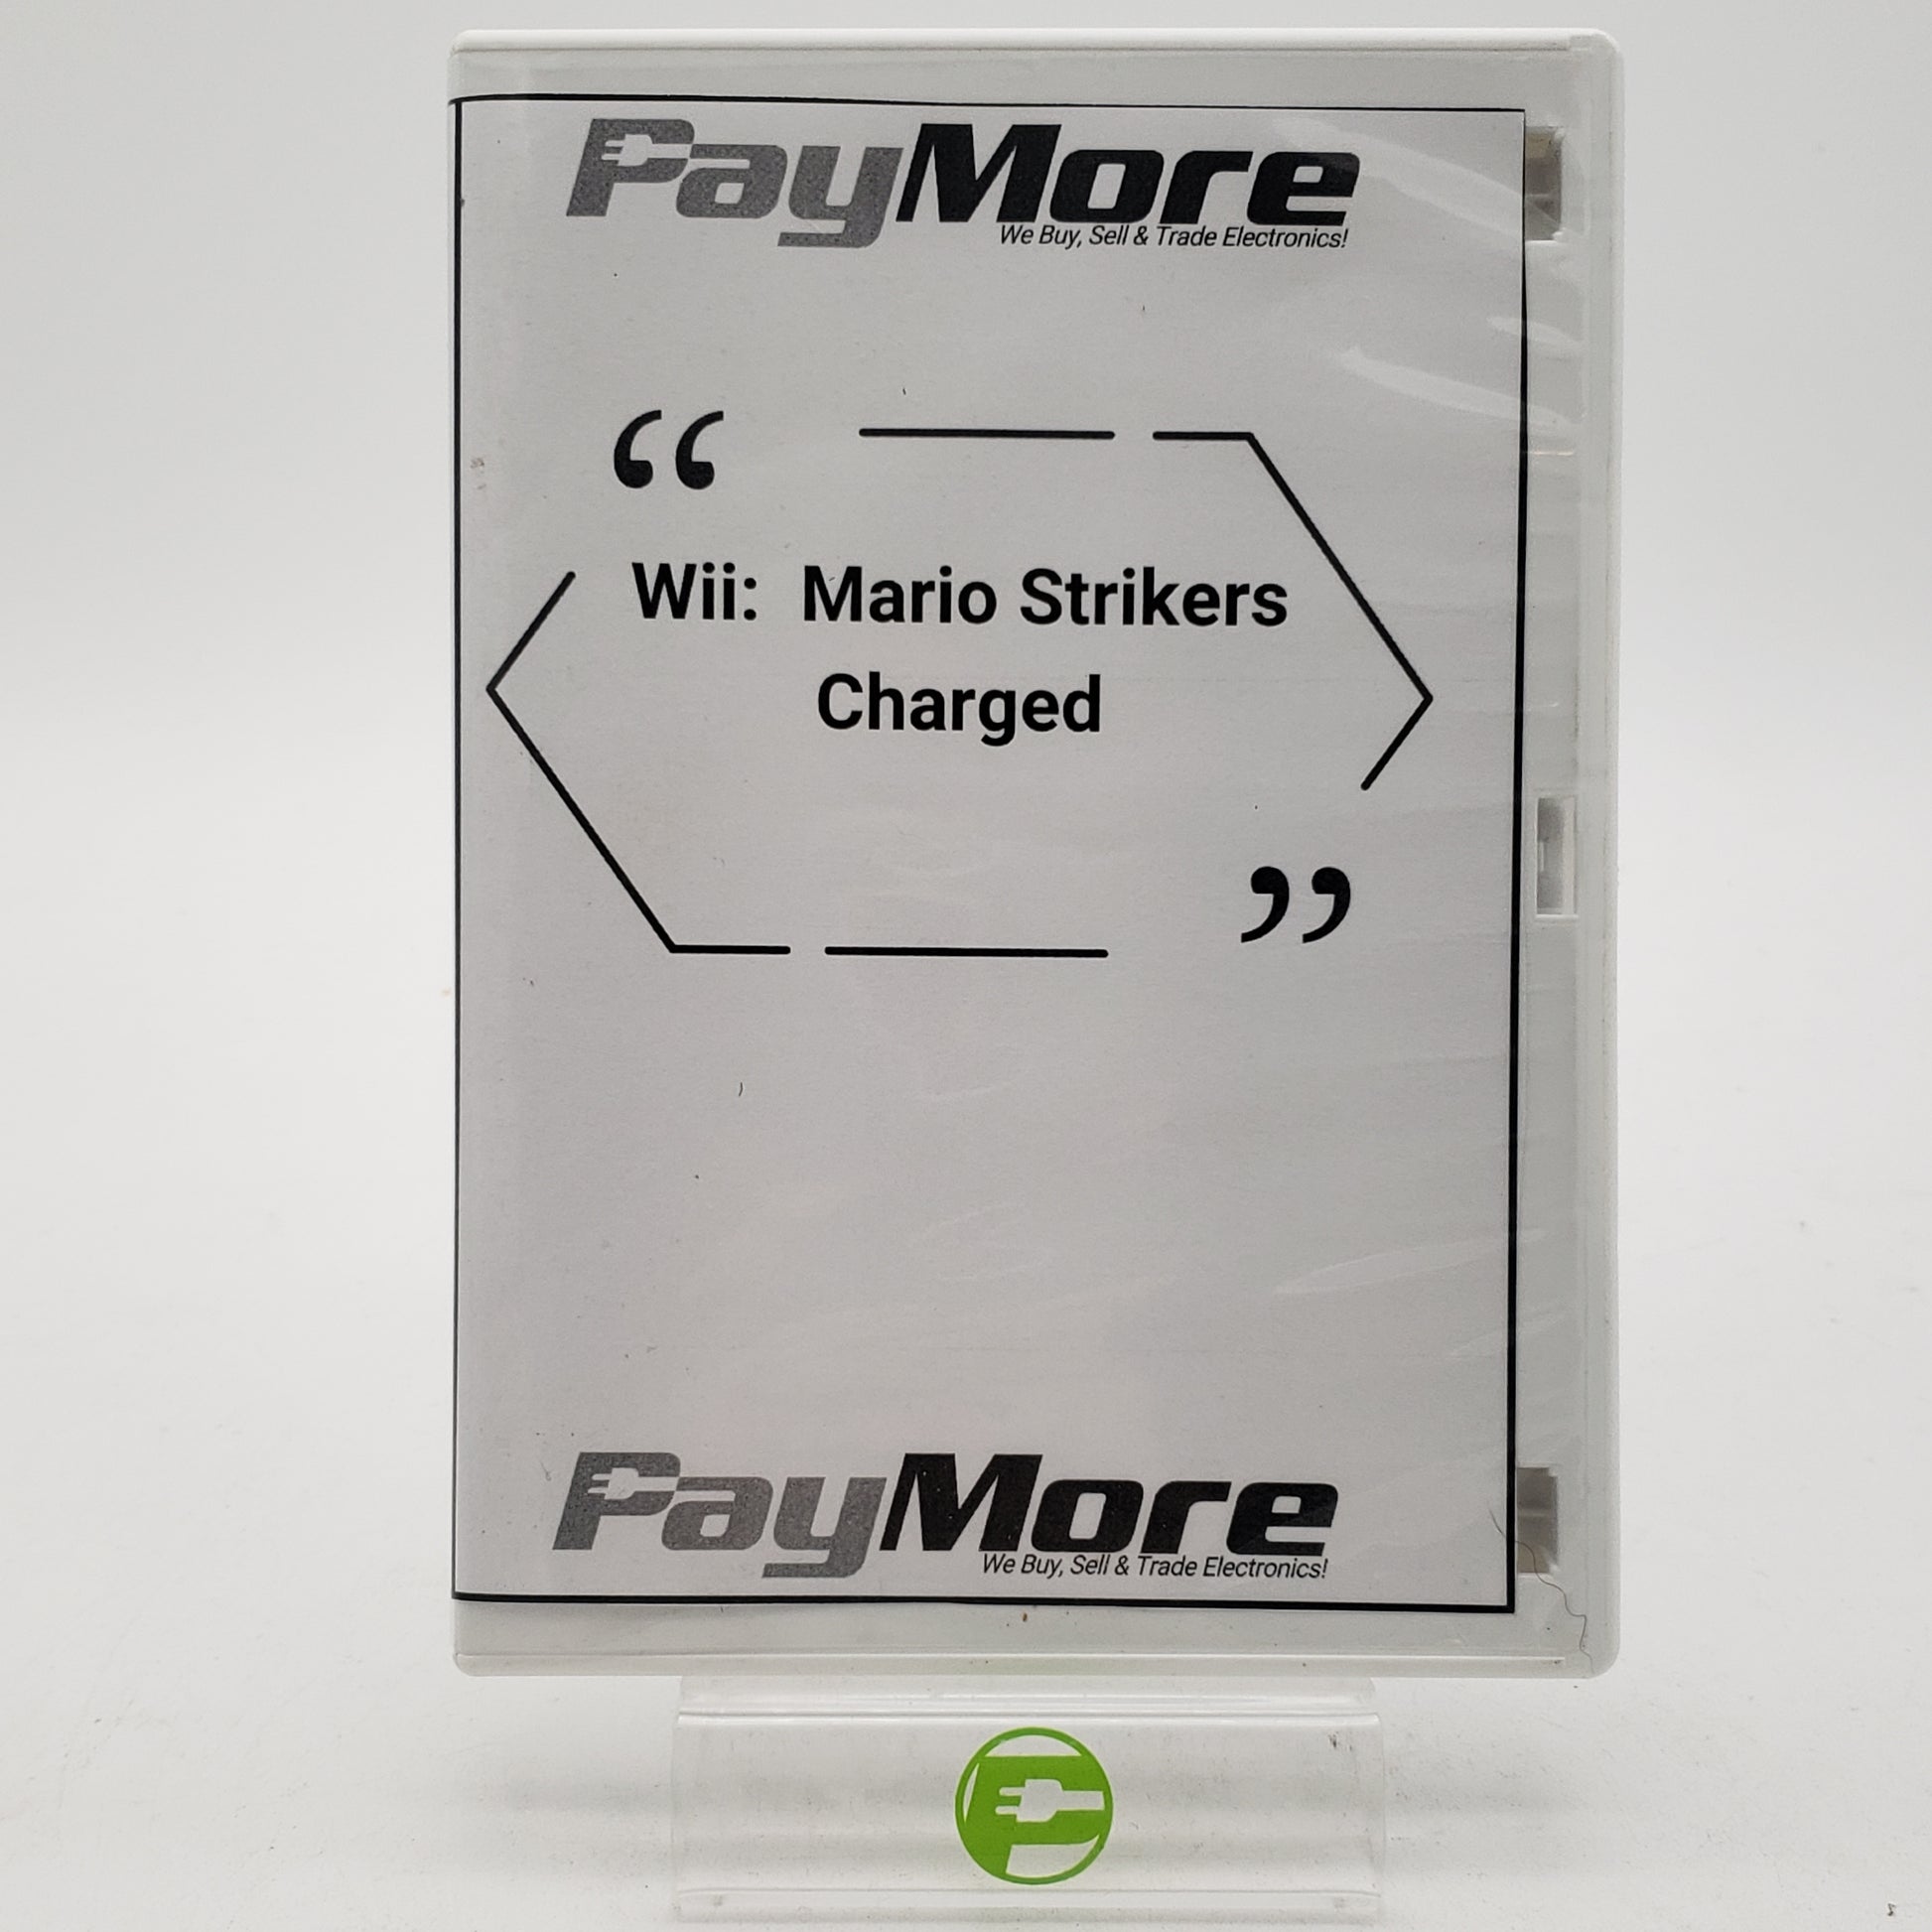 PayMore
We Buy, Sell & Trade Electronics!
“
Wii: Mario Strikers
Charged
”
PayMore
We Buy, Sell & Trade Electronics!
P